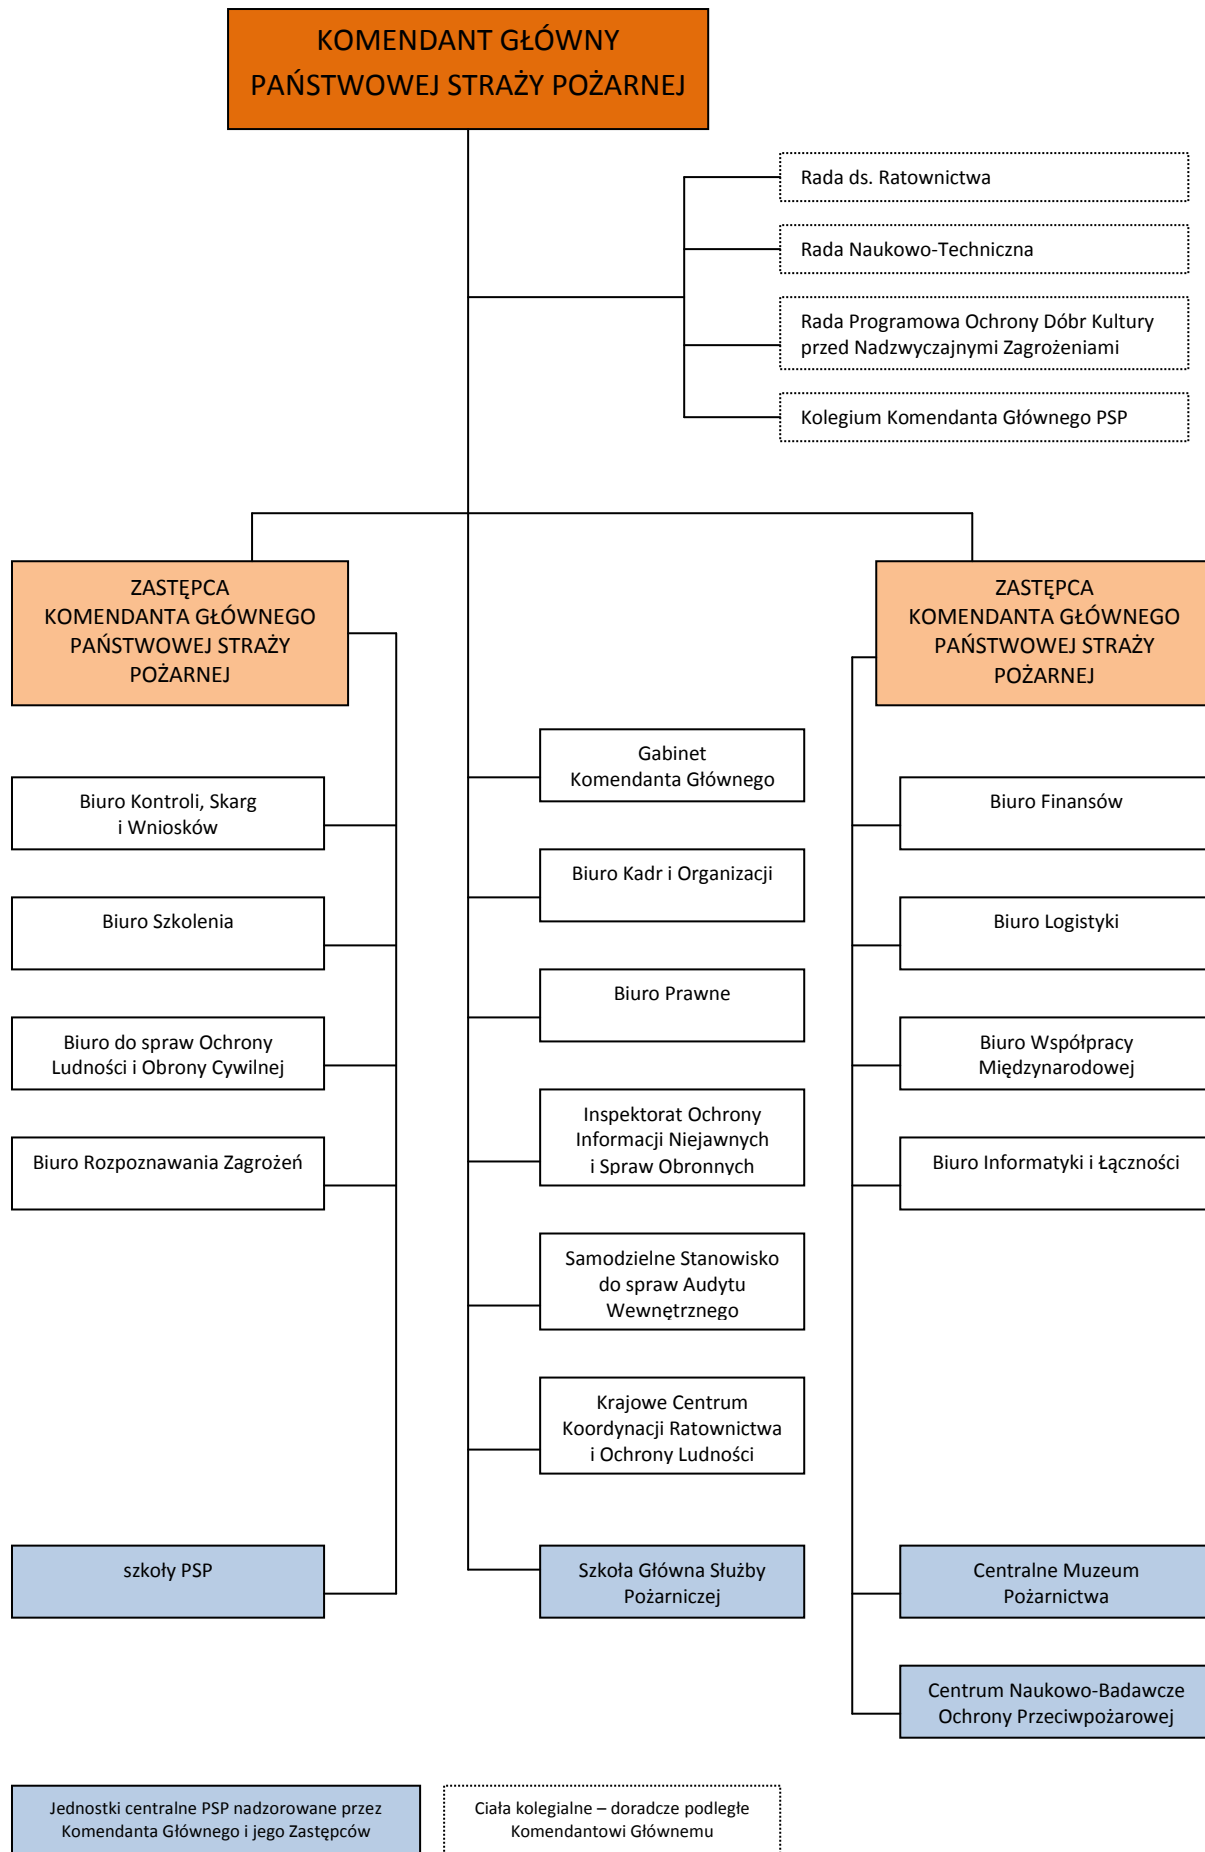 KOMENDANT GŁÓWNY
PAŃSTWOWEJ STRAŻY POŻARNEJ
Rada ds. Ratownictwa
Rada Naukowo-Techniczna
Rada Programowa Ochrony Dóbr Kultury
przed Nadzwyczajnymi Zagrożeniami
Kolegium Komendanta Głównego PSP
ZASTĘPCA
KOMENDANTA GŁÓWNEGO
PAŃSTWOWEJ STRAŻY
POŻARNEJ
ZASTĘPCA
KOMENDANTA GŁÓWNEGO
PAŃSTWOWEJ STRAŻY
POŻARNEJ
Biuro Kontroli, Skarg
i Wniosków
Biuro Szkolenia
Biuro do spraw Ochrony
Ludności i Obrony Cywilnej
Biuro Rozpoznawania Zagrożeń
szkoły PSP
Gabinet
Komendanta Głównego
Biuro Kadr i Organizacji
Biuro Prawne
Inspektorat Ochrony
Informacji Niejawnych
i Spraw Obronnych
Samodzielne Stanowisko
do spraw Audytu
Wewnętrznego
Krajowe Centrum
Koordynacji Ratownictwa
i Ochrony Ludności
Szkoła Główna Służby
Pożarniczej
Biuro Finansów
Biuro Logistyki
Biuro Współpracy
Międzynarodowej
Biuro Informatyki i Łączności
Centralne Muzeum
Pożarnictwa
Centrum Naukowo-Badawcze
Ochrony Przeciwpożarowej
Jednostki centralne PSP nadzorowane przez
Komendanta Głównego i jego Zastępców
Ciała kolegialne – doradcze podległe
Komendantowi Głównemu